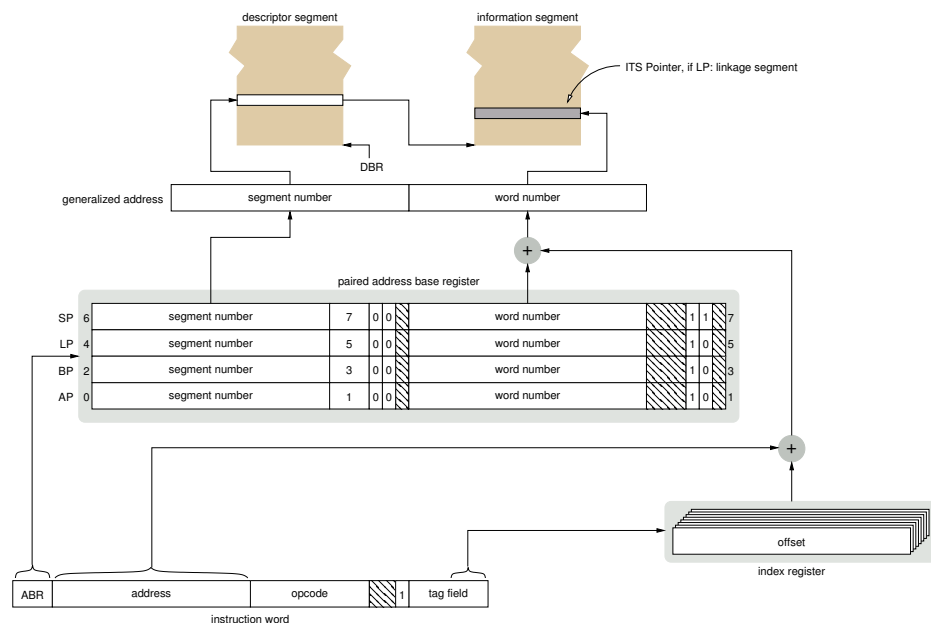 descriptor segment
information segment
ITS Pointer, if LP: linkage segment
DBR
generalized address
segment number
word number
+
paired address base register
SP 6 segment number 7 0 0 word number 1 1 7
LP 4 segment number 5 0 0 word number 1 0 5
BP 2 segment number 3 0 0 word number 1 0 3
AP 0 segment number 1 0 0 word number 1 0 1
+
offset
index register
ABR address opcode 1 tag field
instruction word